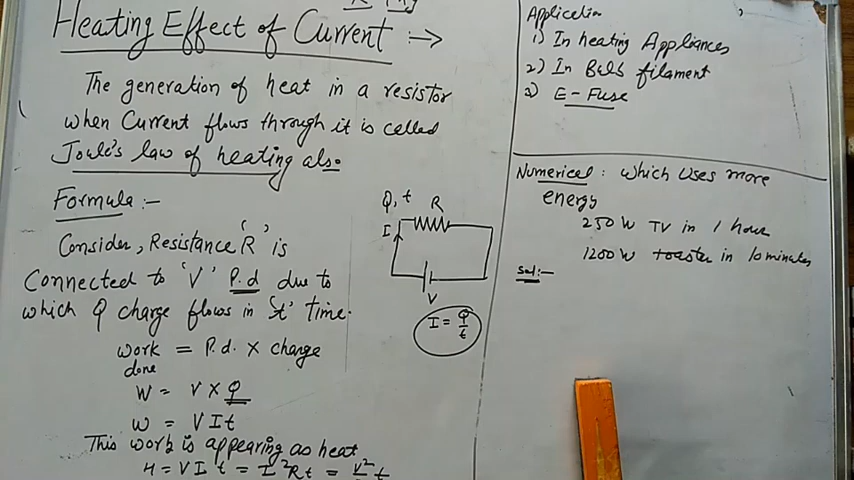 Heating Effect of Current :→
The generation of heat in a resistor
when Current flows through it is called
Joule's law of heating also
Formula :-
Consider, Resistance 'R' is
Connected to 'V' P.d due to
which Q charge flows in 't' time.
work = P.d. × charge
done
W = V × Q
W = V I t
This work is appearing as heat
H = V I t = I²Rt = V² t
Q, t R
I
V
I = Q/t
Application
1) In heating Appliances
2) In Bulb filament
3) E-Fuse
Numerical : which uses more
energy
250 W TV in 1 hour
1200 W toaster in 10 minutes
Sol :-